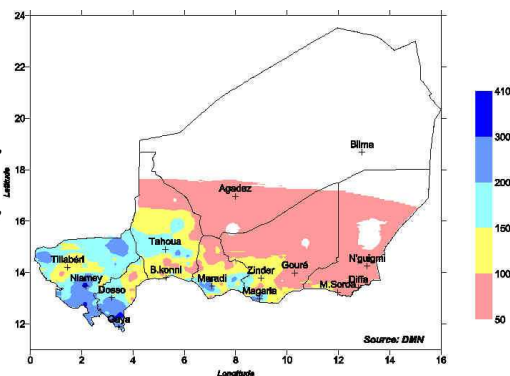 24
22
20
18
16
14
12
Latitude
0 2 4 6 8 10 12 14 16
Longitude
Bilma
Agadez
Tahoua
Tillabéri
B.konni
Maradi
Zinder
Gouré
N'guigmi
Niamey
Dosso
Magaria
M.Soroa
Diffa
Gaya
Source: DMN
410
300
200
150
100
50